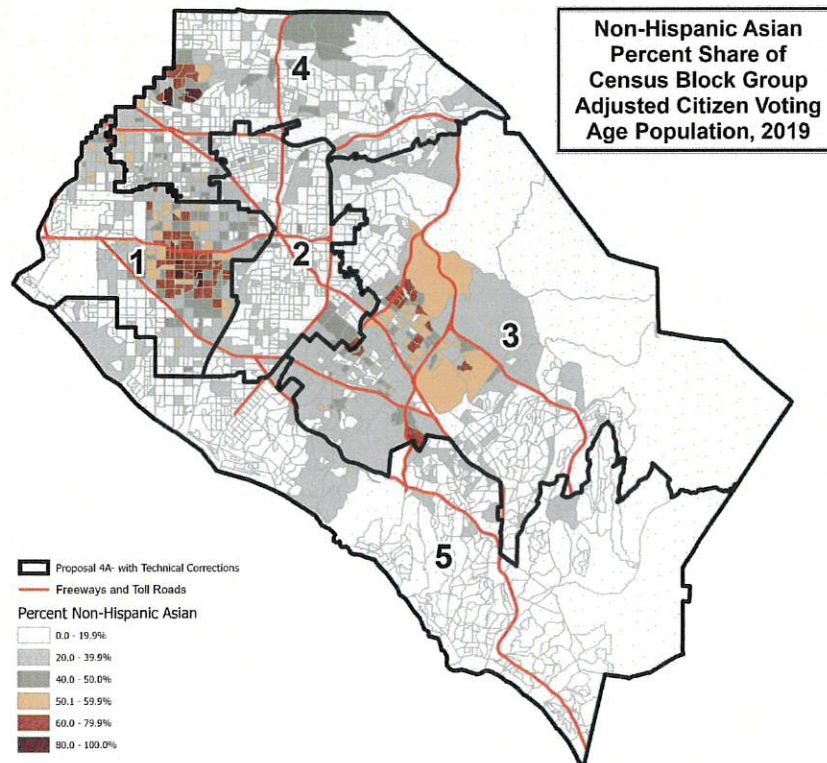 Non-Hispanic Asian
Percent Share of
Census Block Group
Adjusted Citizen Voting
Age Population, 2019
4
1
2
3
5
Proposal 4A- with Technical Corrections
Freeways and Toll Roads
Percent Non-Hispanic Asian
0.0 - 19.9%
20.0 - 39.9%
40.0 - 50.0%
50.1 - 59.9%
60.0 - 79.9%
80.0 - 100.0%